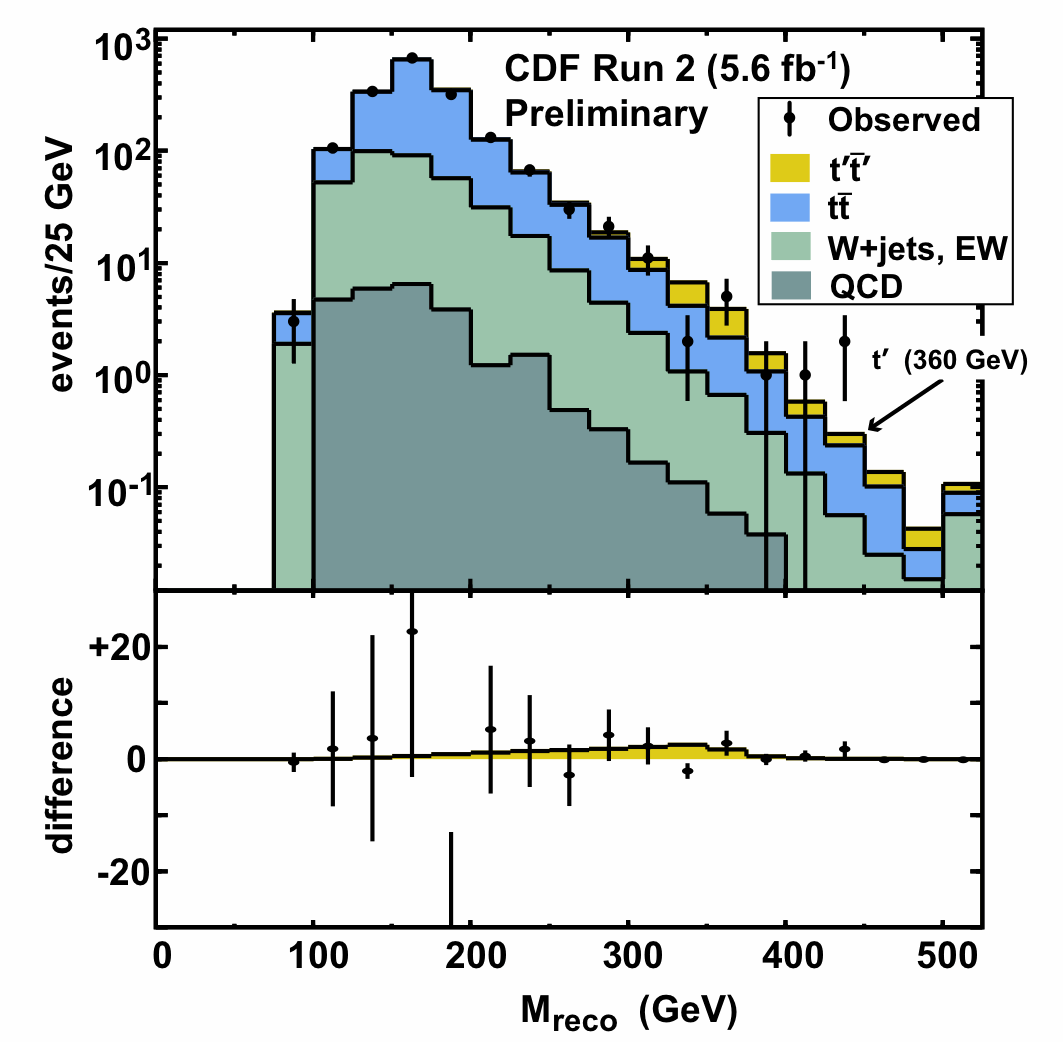 10³
10²
10¹
10⁰
10⁻¹
events/25 GeV
CDF Run 2 (5.6 fb⁻¹)
Preliminary
Observed
t′t̄′
tt̄
W+jets, EW
QCD
t′ (360 GeV)
+20
0
-20
difference
0 100 200 300 400 500
Mreco (GeV)